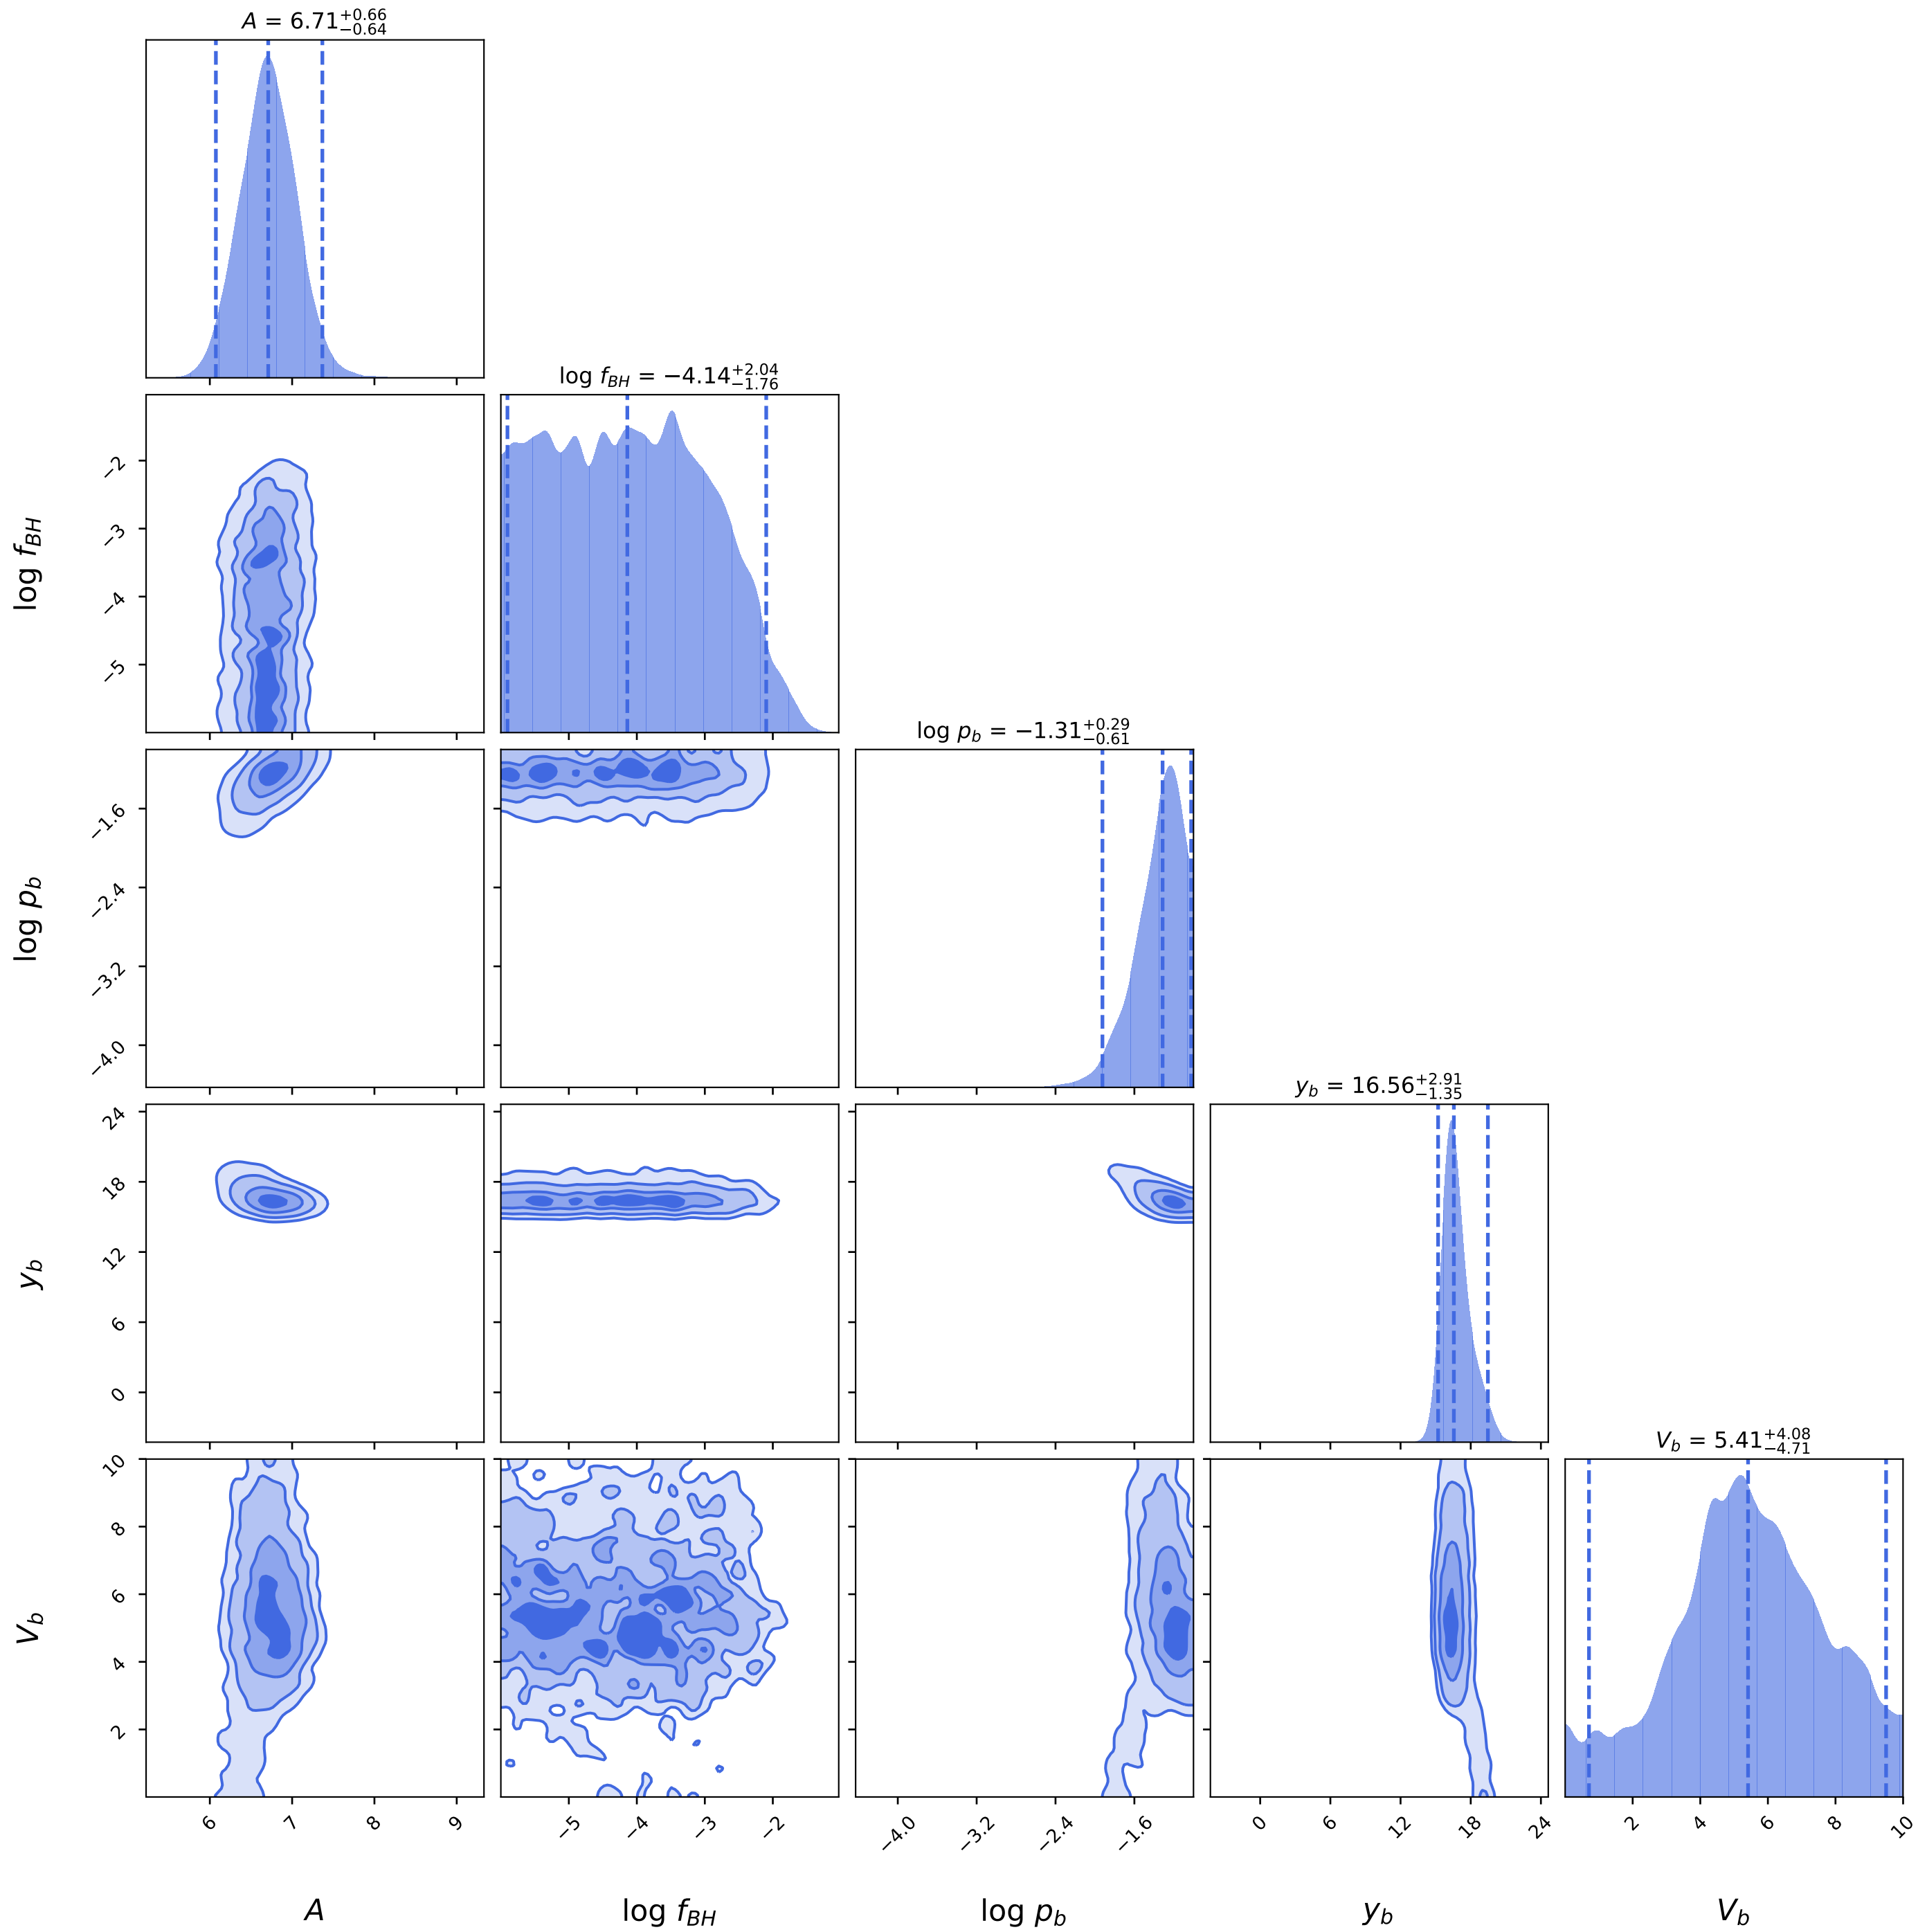 A = 6.71+0.66 −0.64
log fBH = −4.14+2.04 −1.76
log fBH
−2
−3
−4
−5
log pb = −1.31+0.29 −0.61
log pb
−1.6
−2.4
−3.2
−4.0
yb = 16.56+2.91 −1.35
yb
24
18
12
6
0
Vb = 5.41+4.08 −4.71
Vb
10
8
6
4
2
6 7 8 9 −5 −4 −3 −2 −4.0 −3.2 −2.4 −1.6 0 6 12 18 24 2 4 6 8 10
A log fBH log pb yb Vb